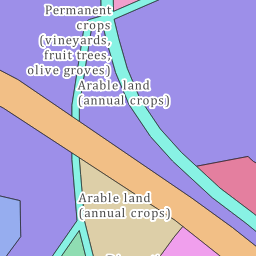 Permanent
crops
(vineyards,
fruit trees,
olive groves)
Arable land
(annual crops)
Arable land
(annual crops)